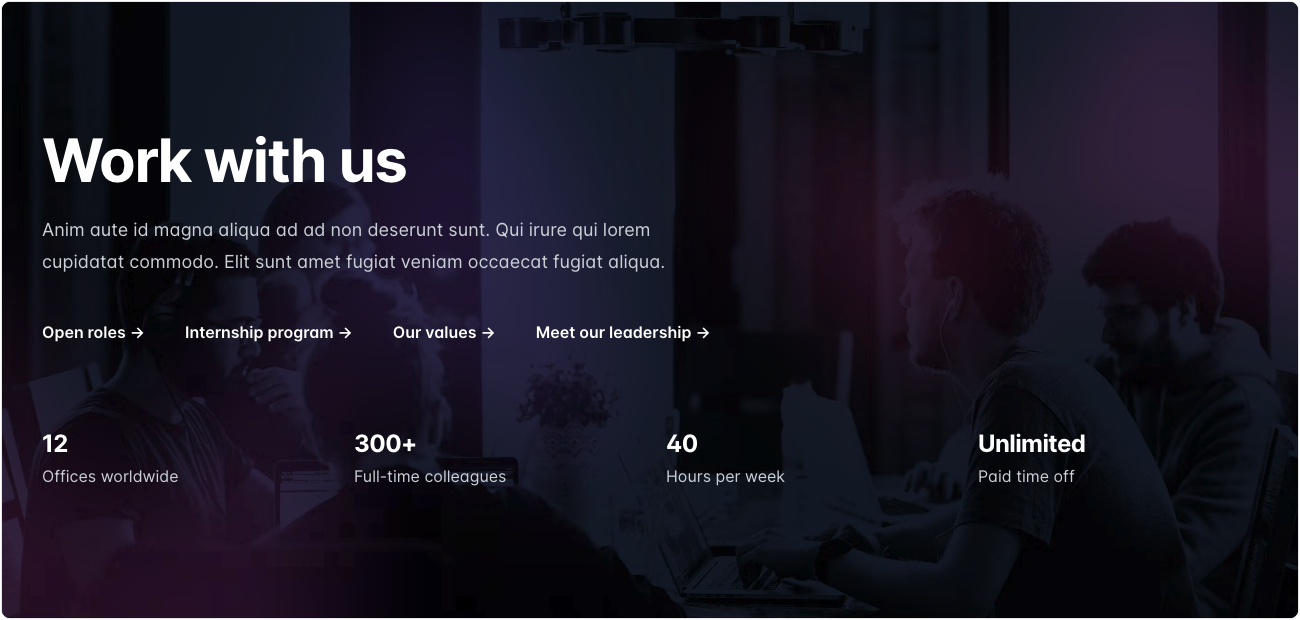 Work with us
Anim aute id magna aliqua ad ad non deserunt sunt. Qui irure qui lorem
cupidatat commodo. Elit sunt amet fugiat veniam occaecat fugiat aliqua.
Open roles → Internship program → Our values → Meet our leadership →
12 300+ 40 Unlimited
Offices worldwide Full-time colleagues Hours per week Paid time off